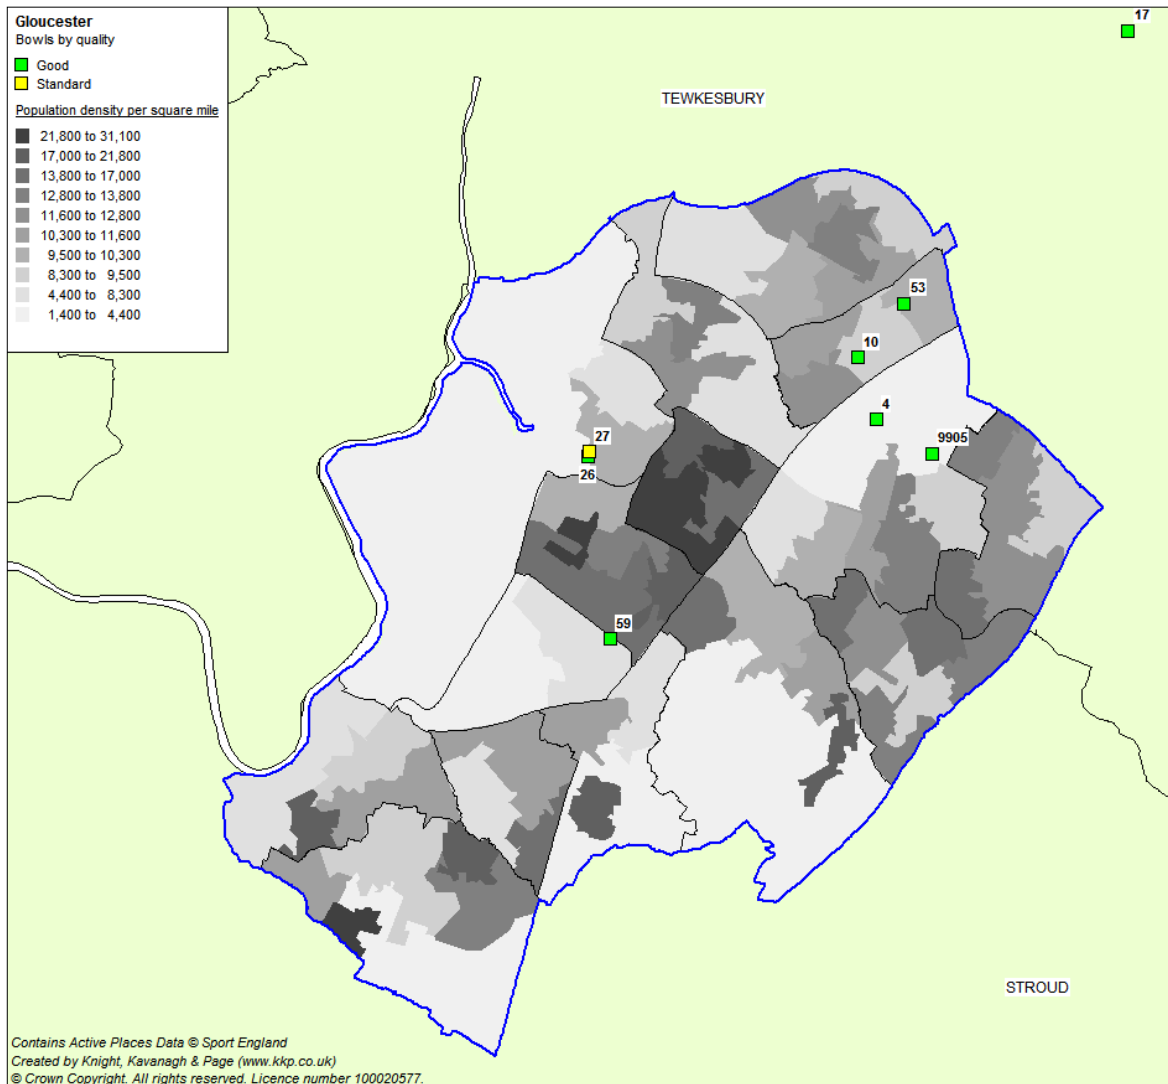 Gloucester
Bowls by quality
Good
Standard
Population density per square mile
21,800 to 31,100
17,000 to 21,800
13,800 to 17,000
12,800 to 13,800
11,600 to 12,800
10,300 to 11,600
9,500 to 10,300
8,300 to 9,500
4,400 to 8,300
1,400 to 4,400
17
TEWKESBURY
53
10
4
9905
27
26
59
STROUD
Contains Active Places Data © Sport England
Created by Knight, Kavanagh & Page (www.kkp.co.uk)
© Crown Copyright. All rights reserved. Licence number 100020577.